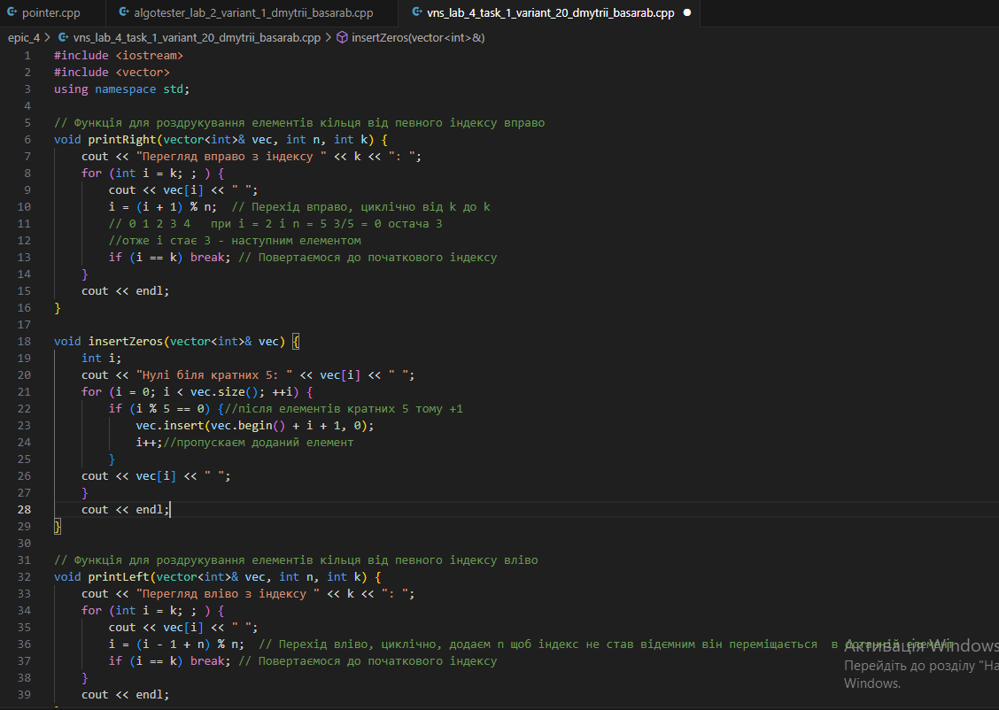 pointer.cpp algotester_lab_2_variant_1_dmytrii_basarab.cpp vns_lab_4_task_1_variant_20_dmytrii_basarab.cpp
epic_4 > vns_lab_4_task_1_variant_20_dmytrii_basarab.cpp > insertZeros(vector<int>&)
1 #include <iostream>
2 #include <vector>
3 using namespace std;
4
5 // Функція для роздрукування елементів кільця від певного індексу вправо
6 void printRight(vector<int>& vec, int n, int k) {
7 cout << "Перегляд вправо з індексу " << k << ": ";
8 for (int i = k; ; ) {
9 cout << vec[i] << " ";
10 i = (i + 1) % n;  // Перехід вправо, циклічно від k до k
11 // 0 1 2 3 4   при i = 2 і n = 5 3/5 = 0 остача 3
12 //отже і стає 3 - наступним елементом
13 if (i == k) break; // Повертаємося до початкового індексу
14 }
15 cout << endl;
16 }
17
18 void insertZeros(vector<int>& vec) {
19 int i;
20 cout << "Нулі біля кратних 5: " << vec[i] << " ";
21 for (i = 0; i < vec.size(); ++i) {
22 if (i % 5 == 0) {//після елементів кратних 5 тому +1
23 vec.insert(vec.begin() + i + 1, 0);
24 i++;//пропускаєм доданий елемент
25 }
26 cout << vec[i] << " ";
27 }
28 cout << endl;
29 }
30
31 // Функція для роздрукування елементів кільця від певного індексу вліво
32 void printLeft(vector<int>& vec, int n, int k) {
33 cout << "Перегляд вліво з індексу " << k << ": ";
34 for (int i = k; ; ) {
35 cout << vec[i] << " ";
36 i = (i - 1 + n) % n;  // Перехід вліво, циклічно, додаєм n щоб індекс не став відємним він переміщається  в останній елемент
37 if (i == k) break; // Повертаємося до початкового індексу
38 }
39 cout << endl;
Активація Windows
Перейдіть до розділу "На
Windows.